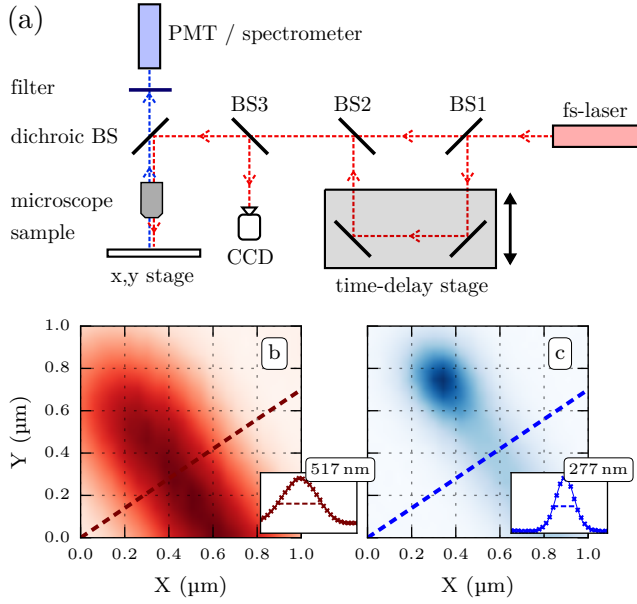 (a)
PMT / spectrometer
filter
BS3
BS2
BS1
dichroic BS
fs-laser
microscope
sample
CCD
x,y stage
time-delay stage
1.0
0.8
0.6
0.4
0.2
0.0
Y (µm)
b
517 nm
0.0 0.2 0.4 0.6 0.8 1.0
X (µm)
c
277 nm
0.0 0.2 0.4 0.6 0.8 1.0
X (µm)